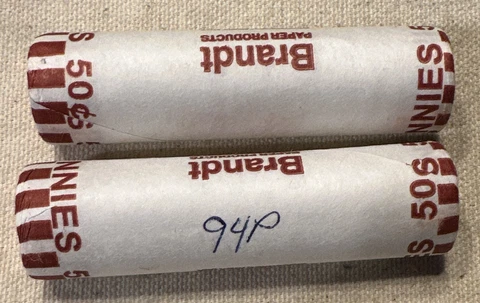 Brandt
PAPER PRODUCTS
50¢
NNIES
Brandt
NNIES
50
94P